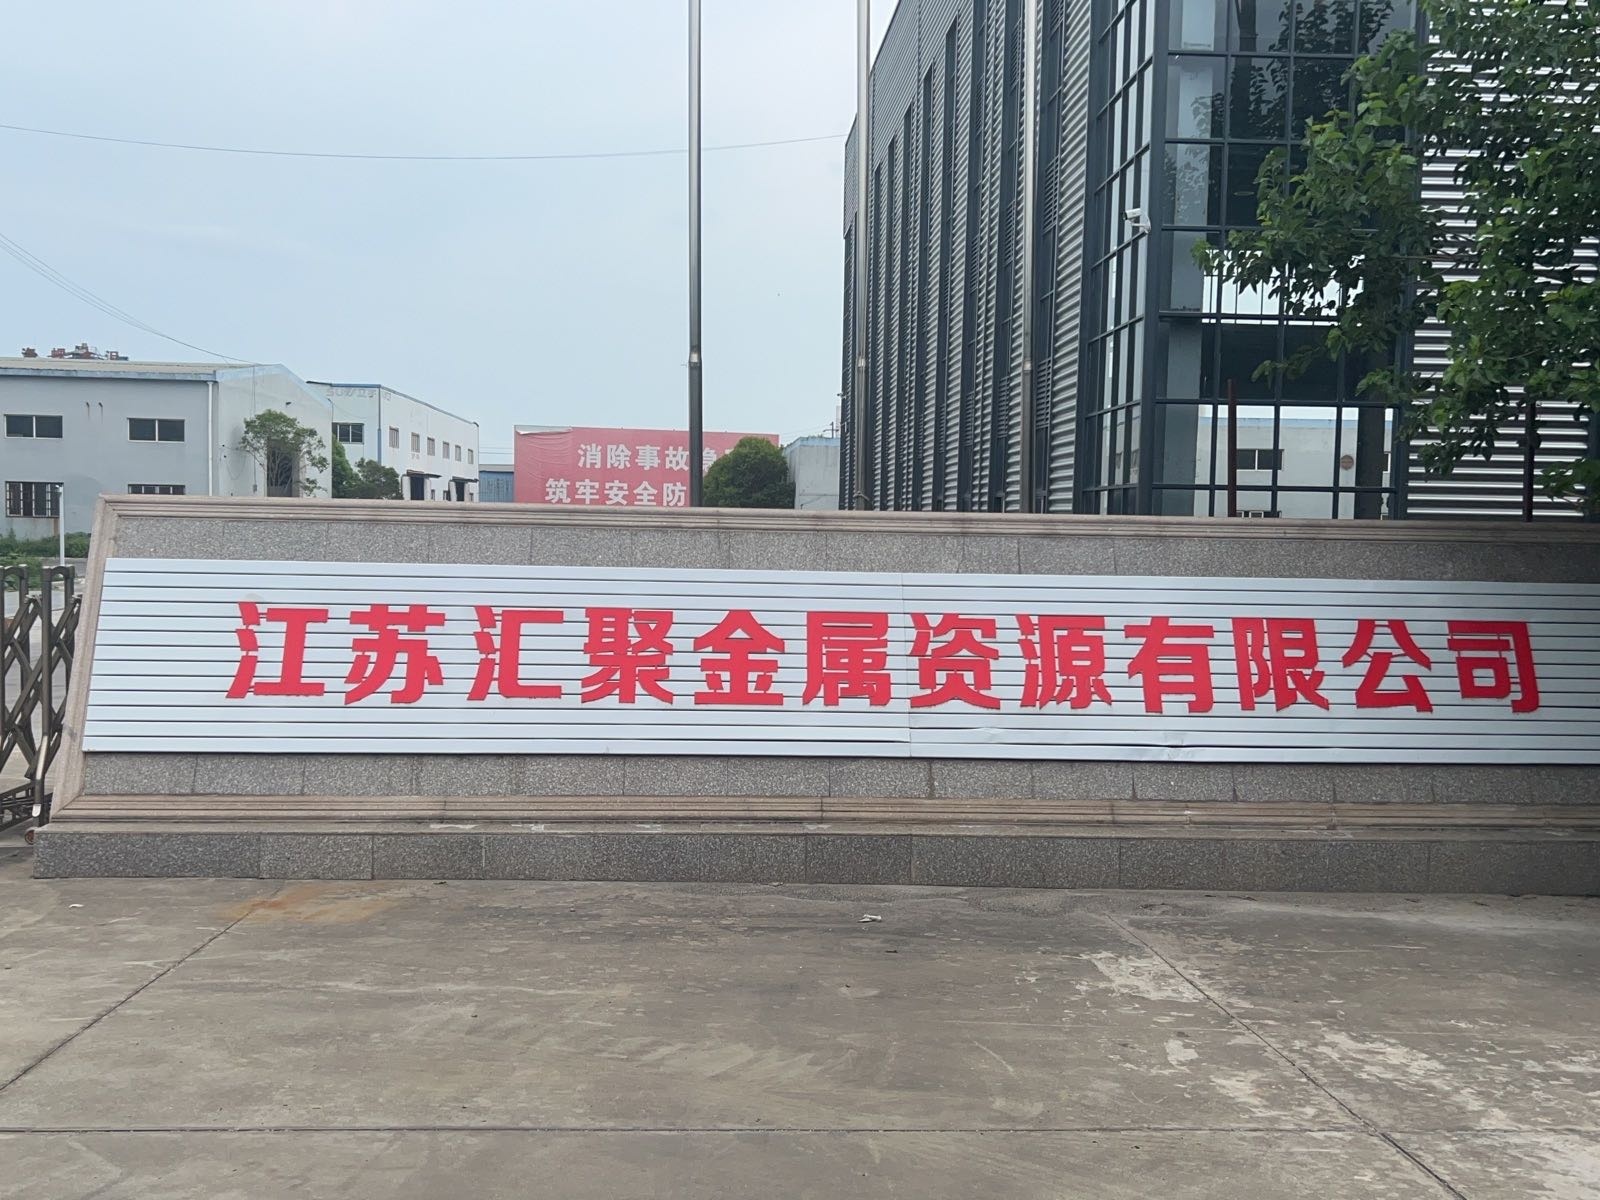 消除事故
筑牢安全防
江苏汇聚金属资源有限公司